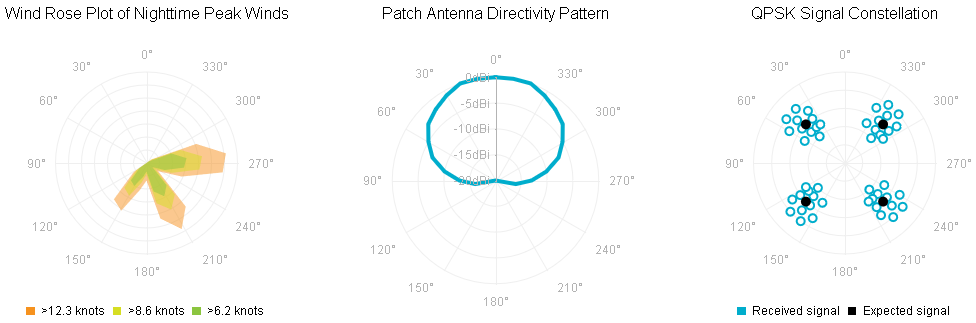 Wind Rose Plot of Nighttime Peak Winds
0°
30°
330°
60°
300°
90°
270°
120°
240°
150°
210°
180°
>12.3 knots
>8.6 knots
>6.2 knots
Patch Antenna Directivity Pattern
0°
30°
330°
0dBi
60°
-5dBi
300°
-10dBi
-15dBi
90°
-20dBi
270°
120°
240°
150°
210°
180°
QPSK Signal Constellation
0°
30°
330°
60°
300°
90°
270°
120°
240°
150°
210°
180°
Received signal
Expected signal